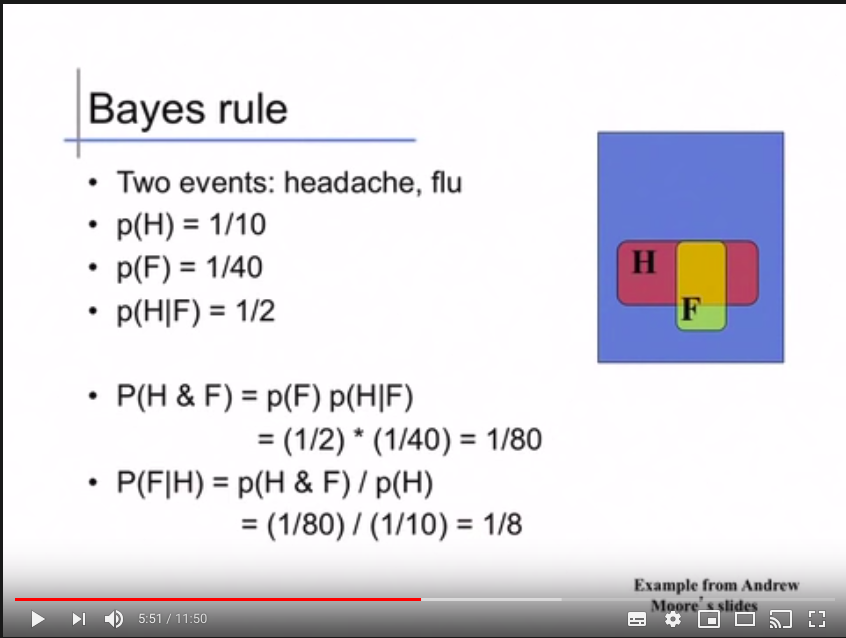 Bayes rule
• Two events: headache, flu
• p(H) = 1/10
• p(F) = 1/40
• p(H|F) = 1/2
H
F
• P(H & F) = p(F) p(H|F)
= (1/2) * (1/40) = 1/80
• P(F|H) = p(H & F) / p(H)
= (1/80) / (1/10) = 1/8
Example from Andrew
Moore's slides
5:51 / 11:50